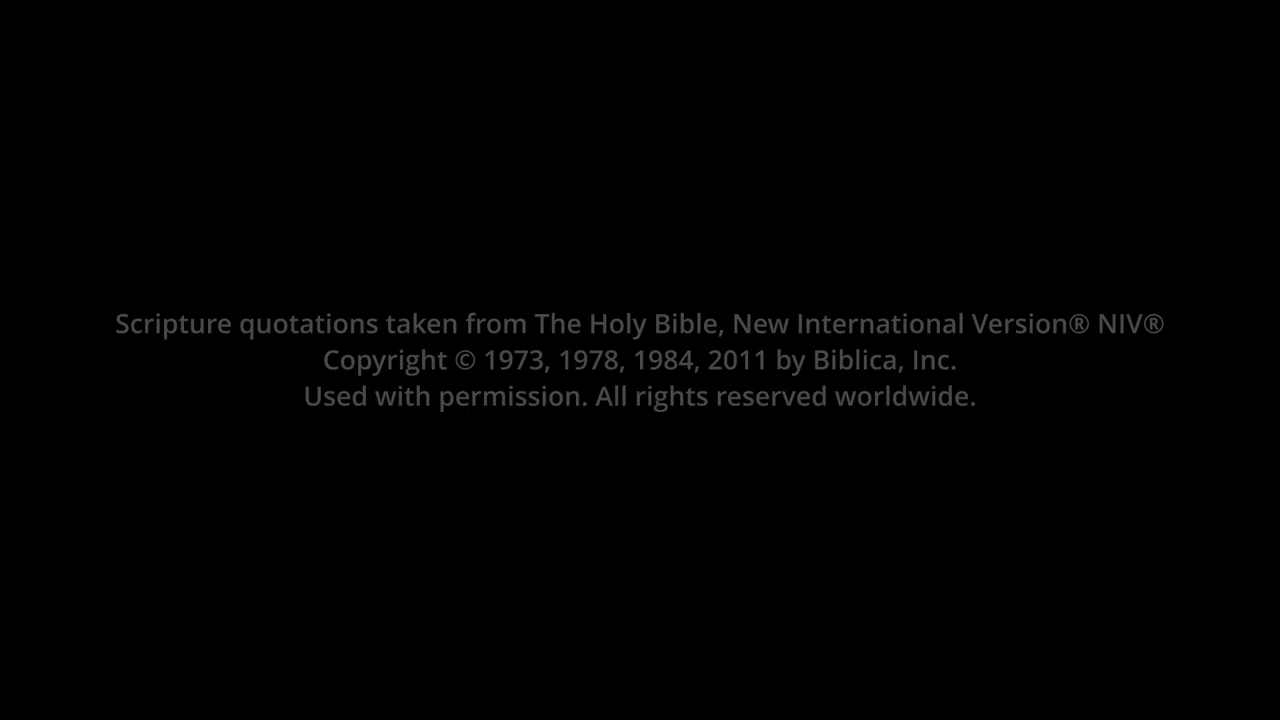 Scripture quotations taken from The Holy Bible, New International Version® NIV®
Copyright © 1973, 1978, 1984, 2011 by Biblica, Inc.
Used with permission. All rights reserved worldwide.